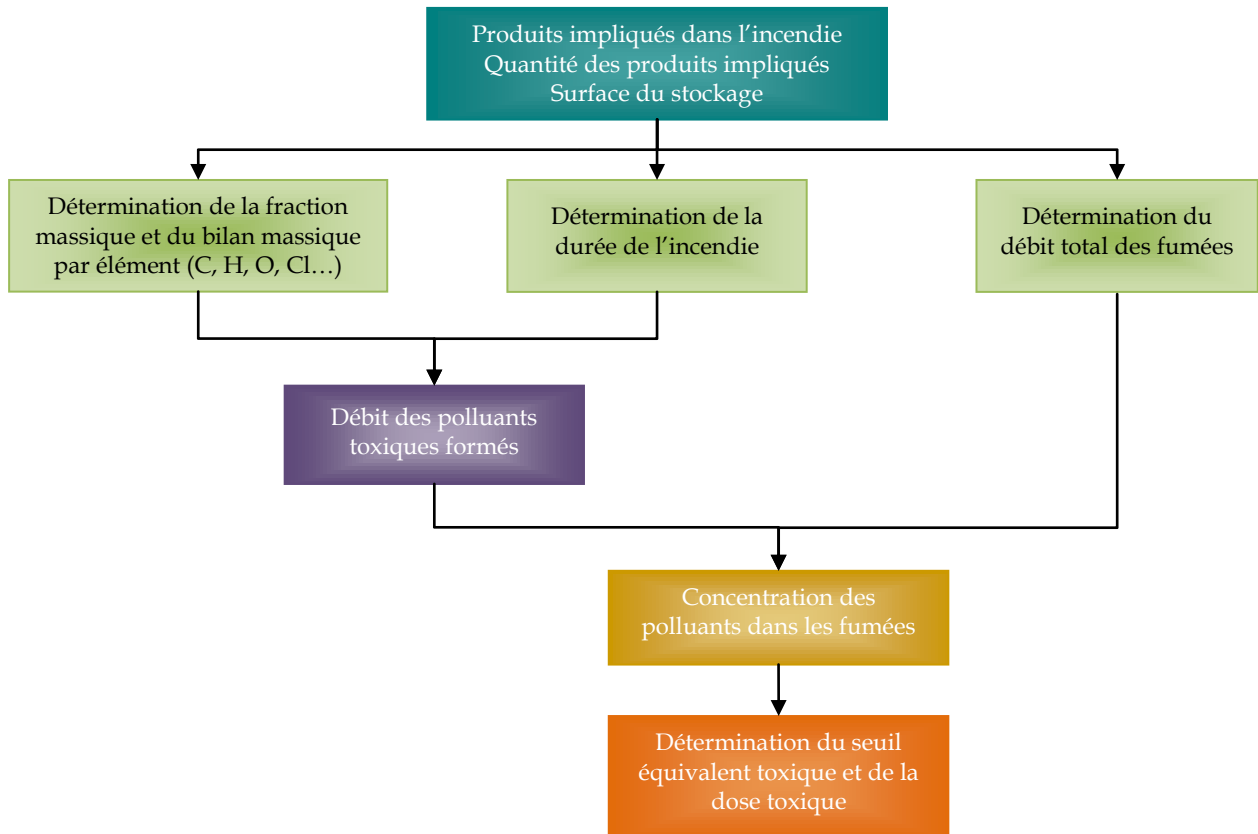 Produits impliqués dans l’incendie
Quantité des produits impliqués
Surface du stockage
Détermination de la fraction
massique et du bilan massique
par élément (C, H, O, Cl…)
Détermination de la
durée de l’incendie
Détermination du
débit total des fumées
Débit des polluants
toxiques formés
Concentration des
polluants dans les fumées
Détermination du seuil
équivalent toxique et de la
dose toxique